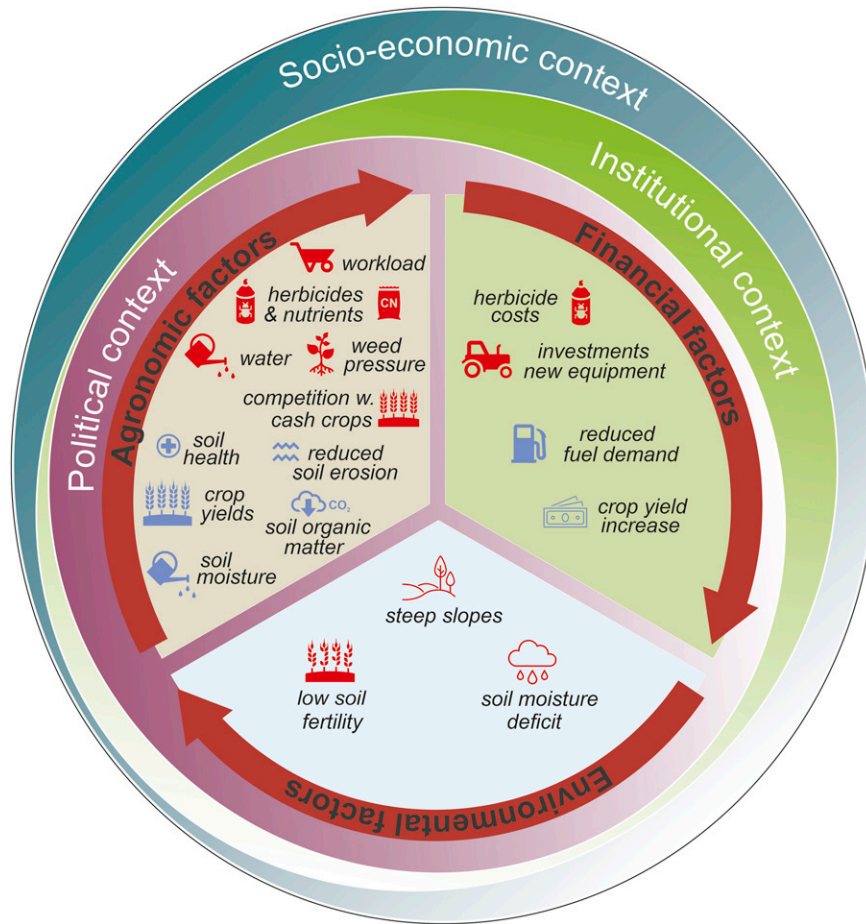 Socio-economic context
Institutional context
Political context
Agronomic factors
workload
herbicides
& nutrients
CN
water
weed
pressure
competition w.
cash crops
soil
health
reduced
soil erosion
crop
yields
CO₂
soil organic
matter
soil
moisture
Financial factors
herbicide
costs
investments
new equipment
reduced
fuel demand
crop yield
increase
Environmental factors
steep slopes
low soil
fertility
soil moisture
deficit